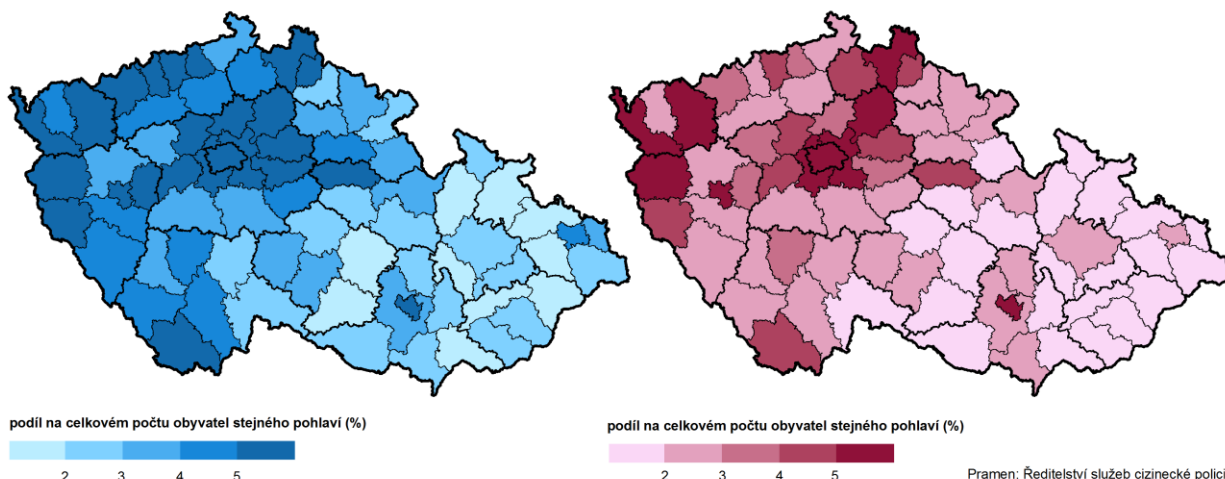 podíl na celkovém počtu obyvatel stejného pohlaví (%)
2 3 4 5
podíl na celkovém počtu obyvatel stejného pohlaví (%)
2 3 4 5
Pramen: Ředitelství služeb cizinecké polici